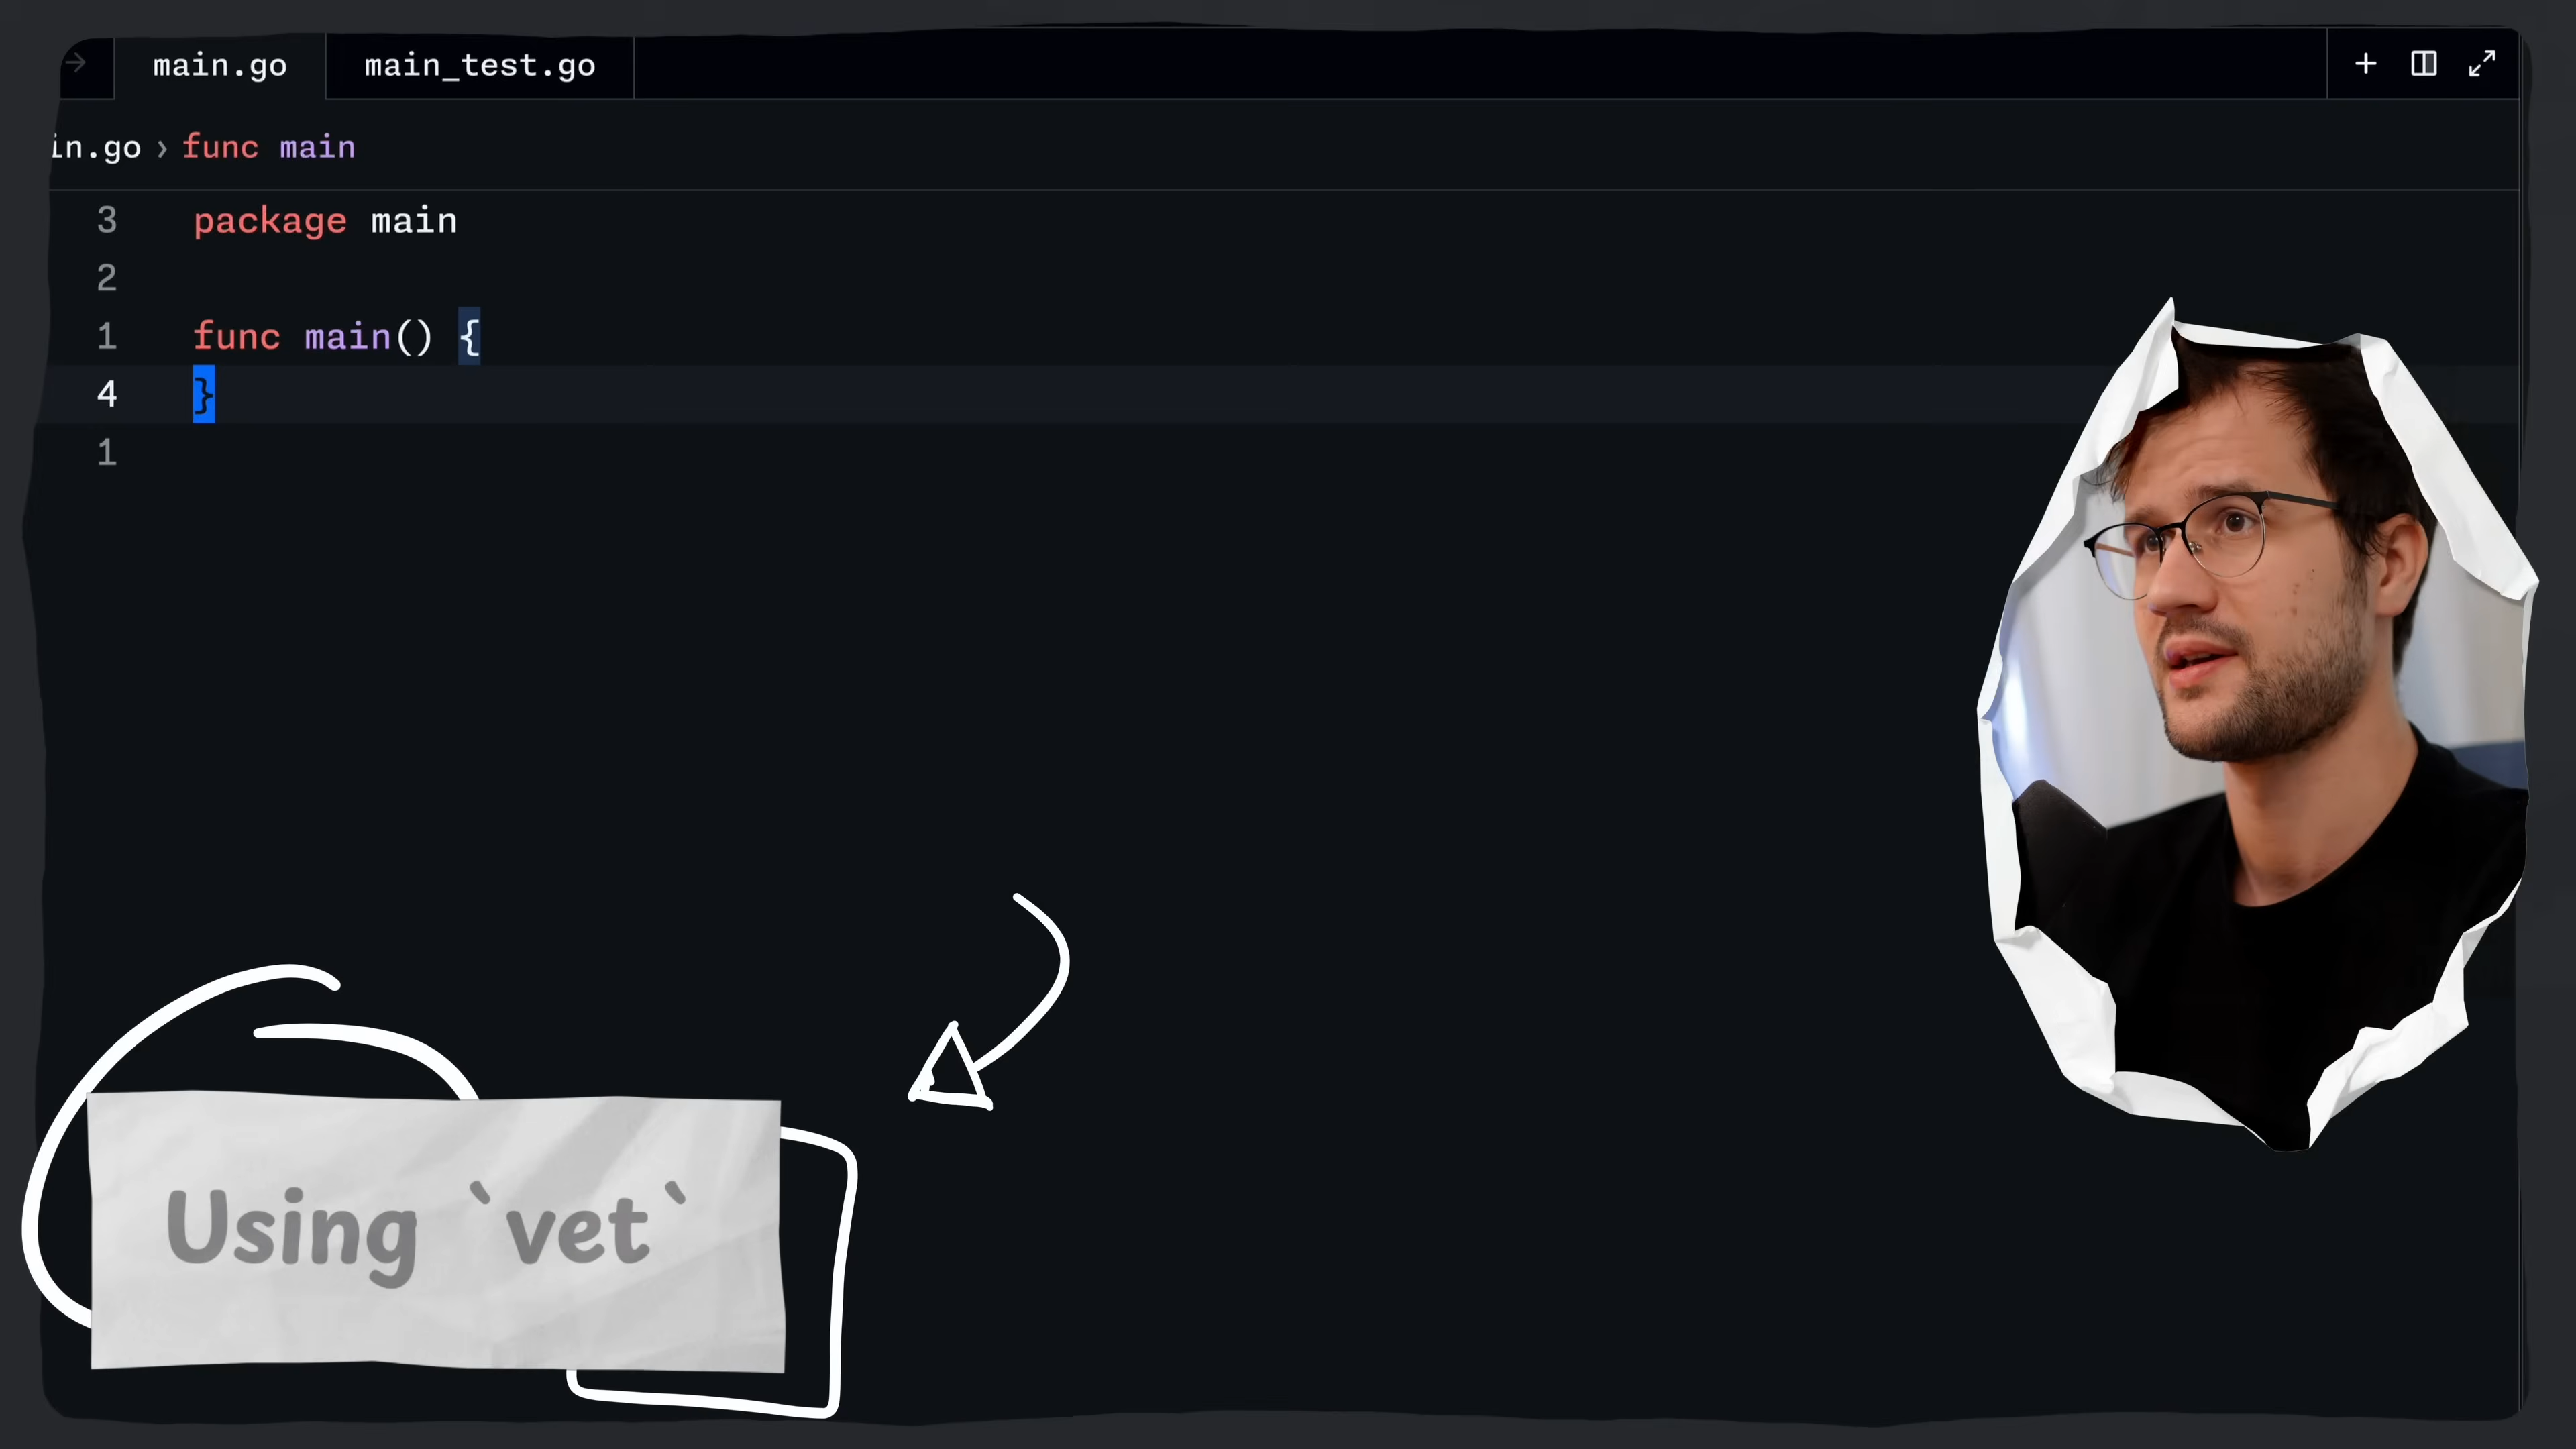 main.go main_test.go
in.go › func main
3 package main
2
1 func main() {
4 }
1
Using `vet`